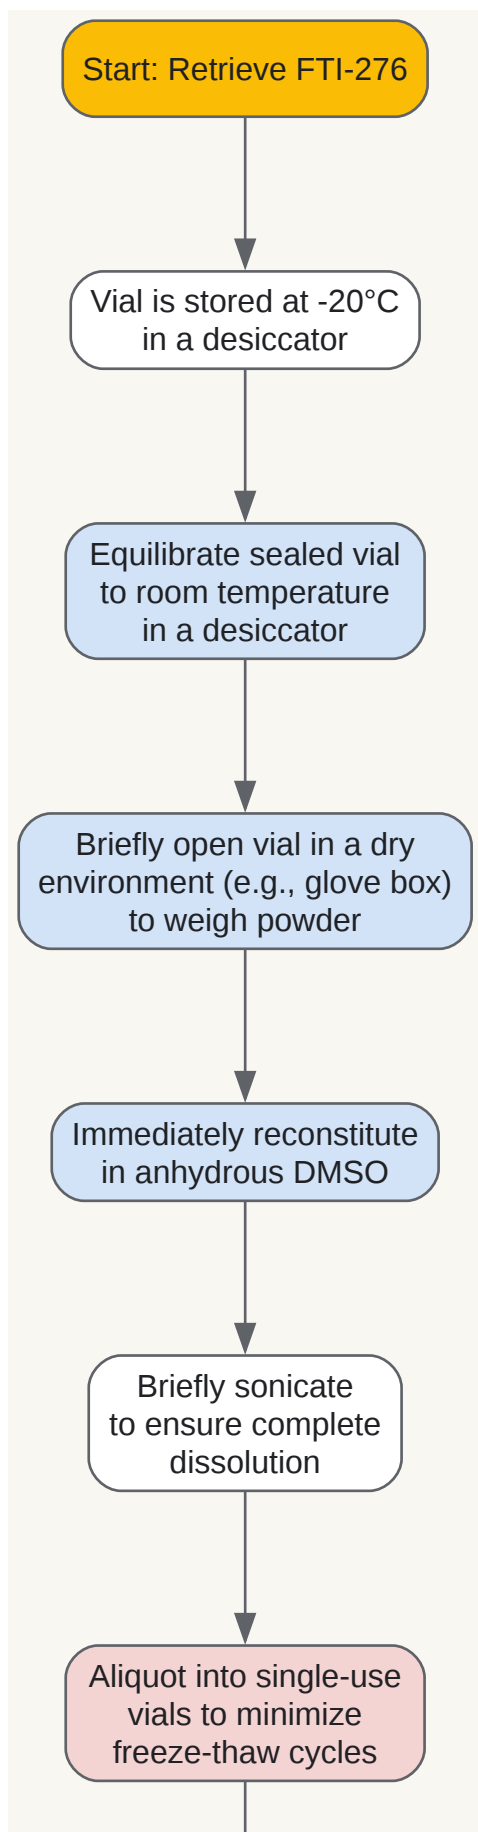 Start: Retrieve FTI-276
Vial is stored at -20°C
in a desiccator
Equilibrate sealed vial
to room temperature
in a desiccator
Briefly open vial in a dry
environment (e.g., glove box)
to weigh powder
Immediately reconstitute
in anhydrous DMSO
Briefly sonicate
to ensure complete
dissolution
Aliquot into single-use
vials to minimize
freeze-thaw cycles